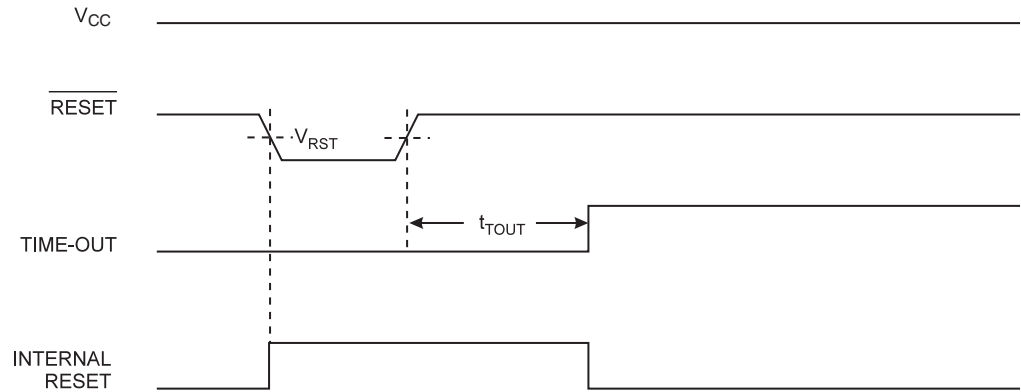 VCC
RESET
VRST
tTOUT
TIME-OUT
INTERNAL
RESET